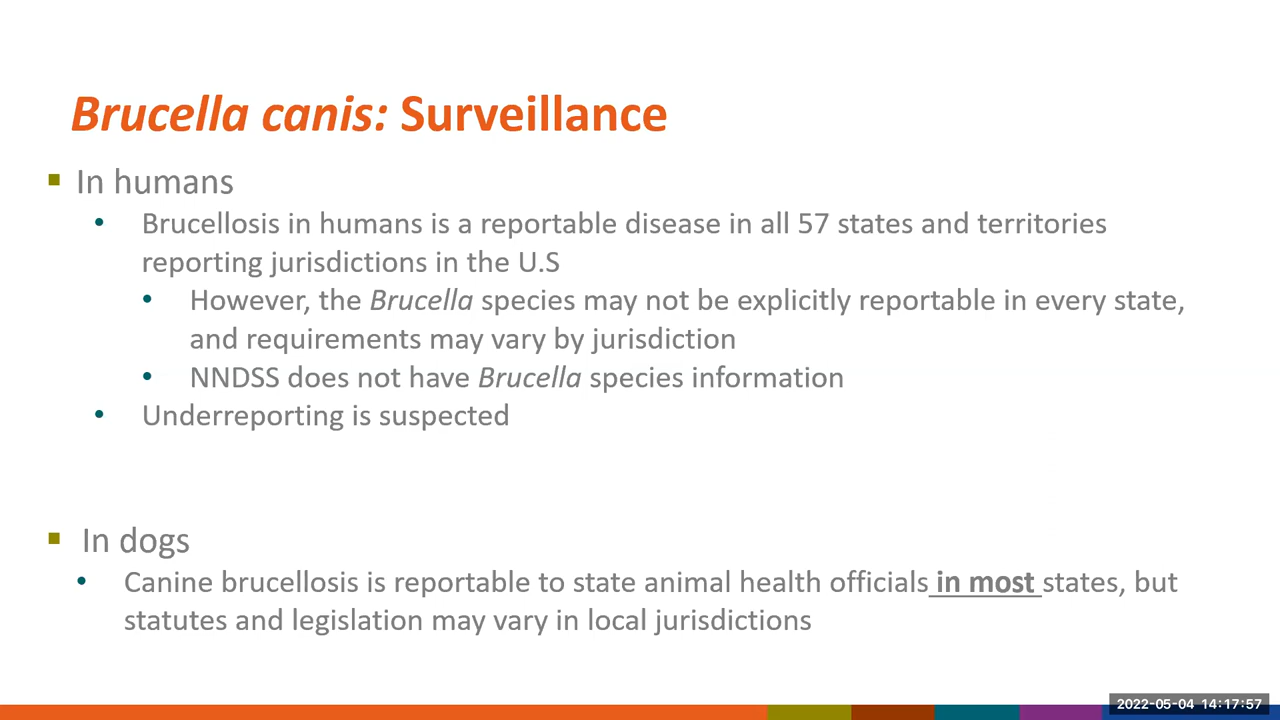 Brucella canis: Surveillance
In humans
Brucellosis in humans is a reportable disease in all 57 states and territories
reporting jurisdictions in the U.S
However, the Brucella species may not be explicitly reportable in every state,
and requirements may vary by jurisdiction
NNDSS does not have Brucella species information
Underreporting is suspected
In dogs
Canine brucellosis is reportable to state animal health officials in most states, but
statutes and legislation may vary in local jurisdictions
2022-05-04 14:17:57